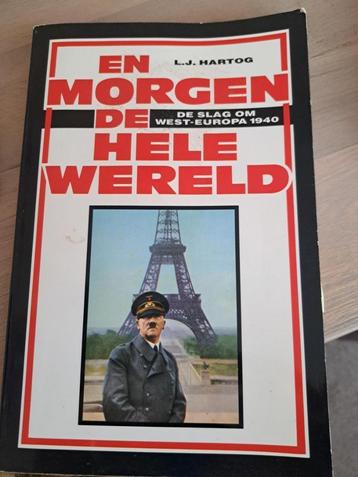 EN
L.J. HARTOG
MORGEN
DE
DE SLAG OM
WEST-EUROPA 1940
HELE
WERELD